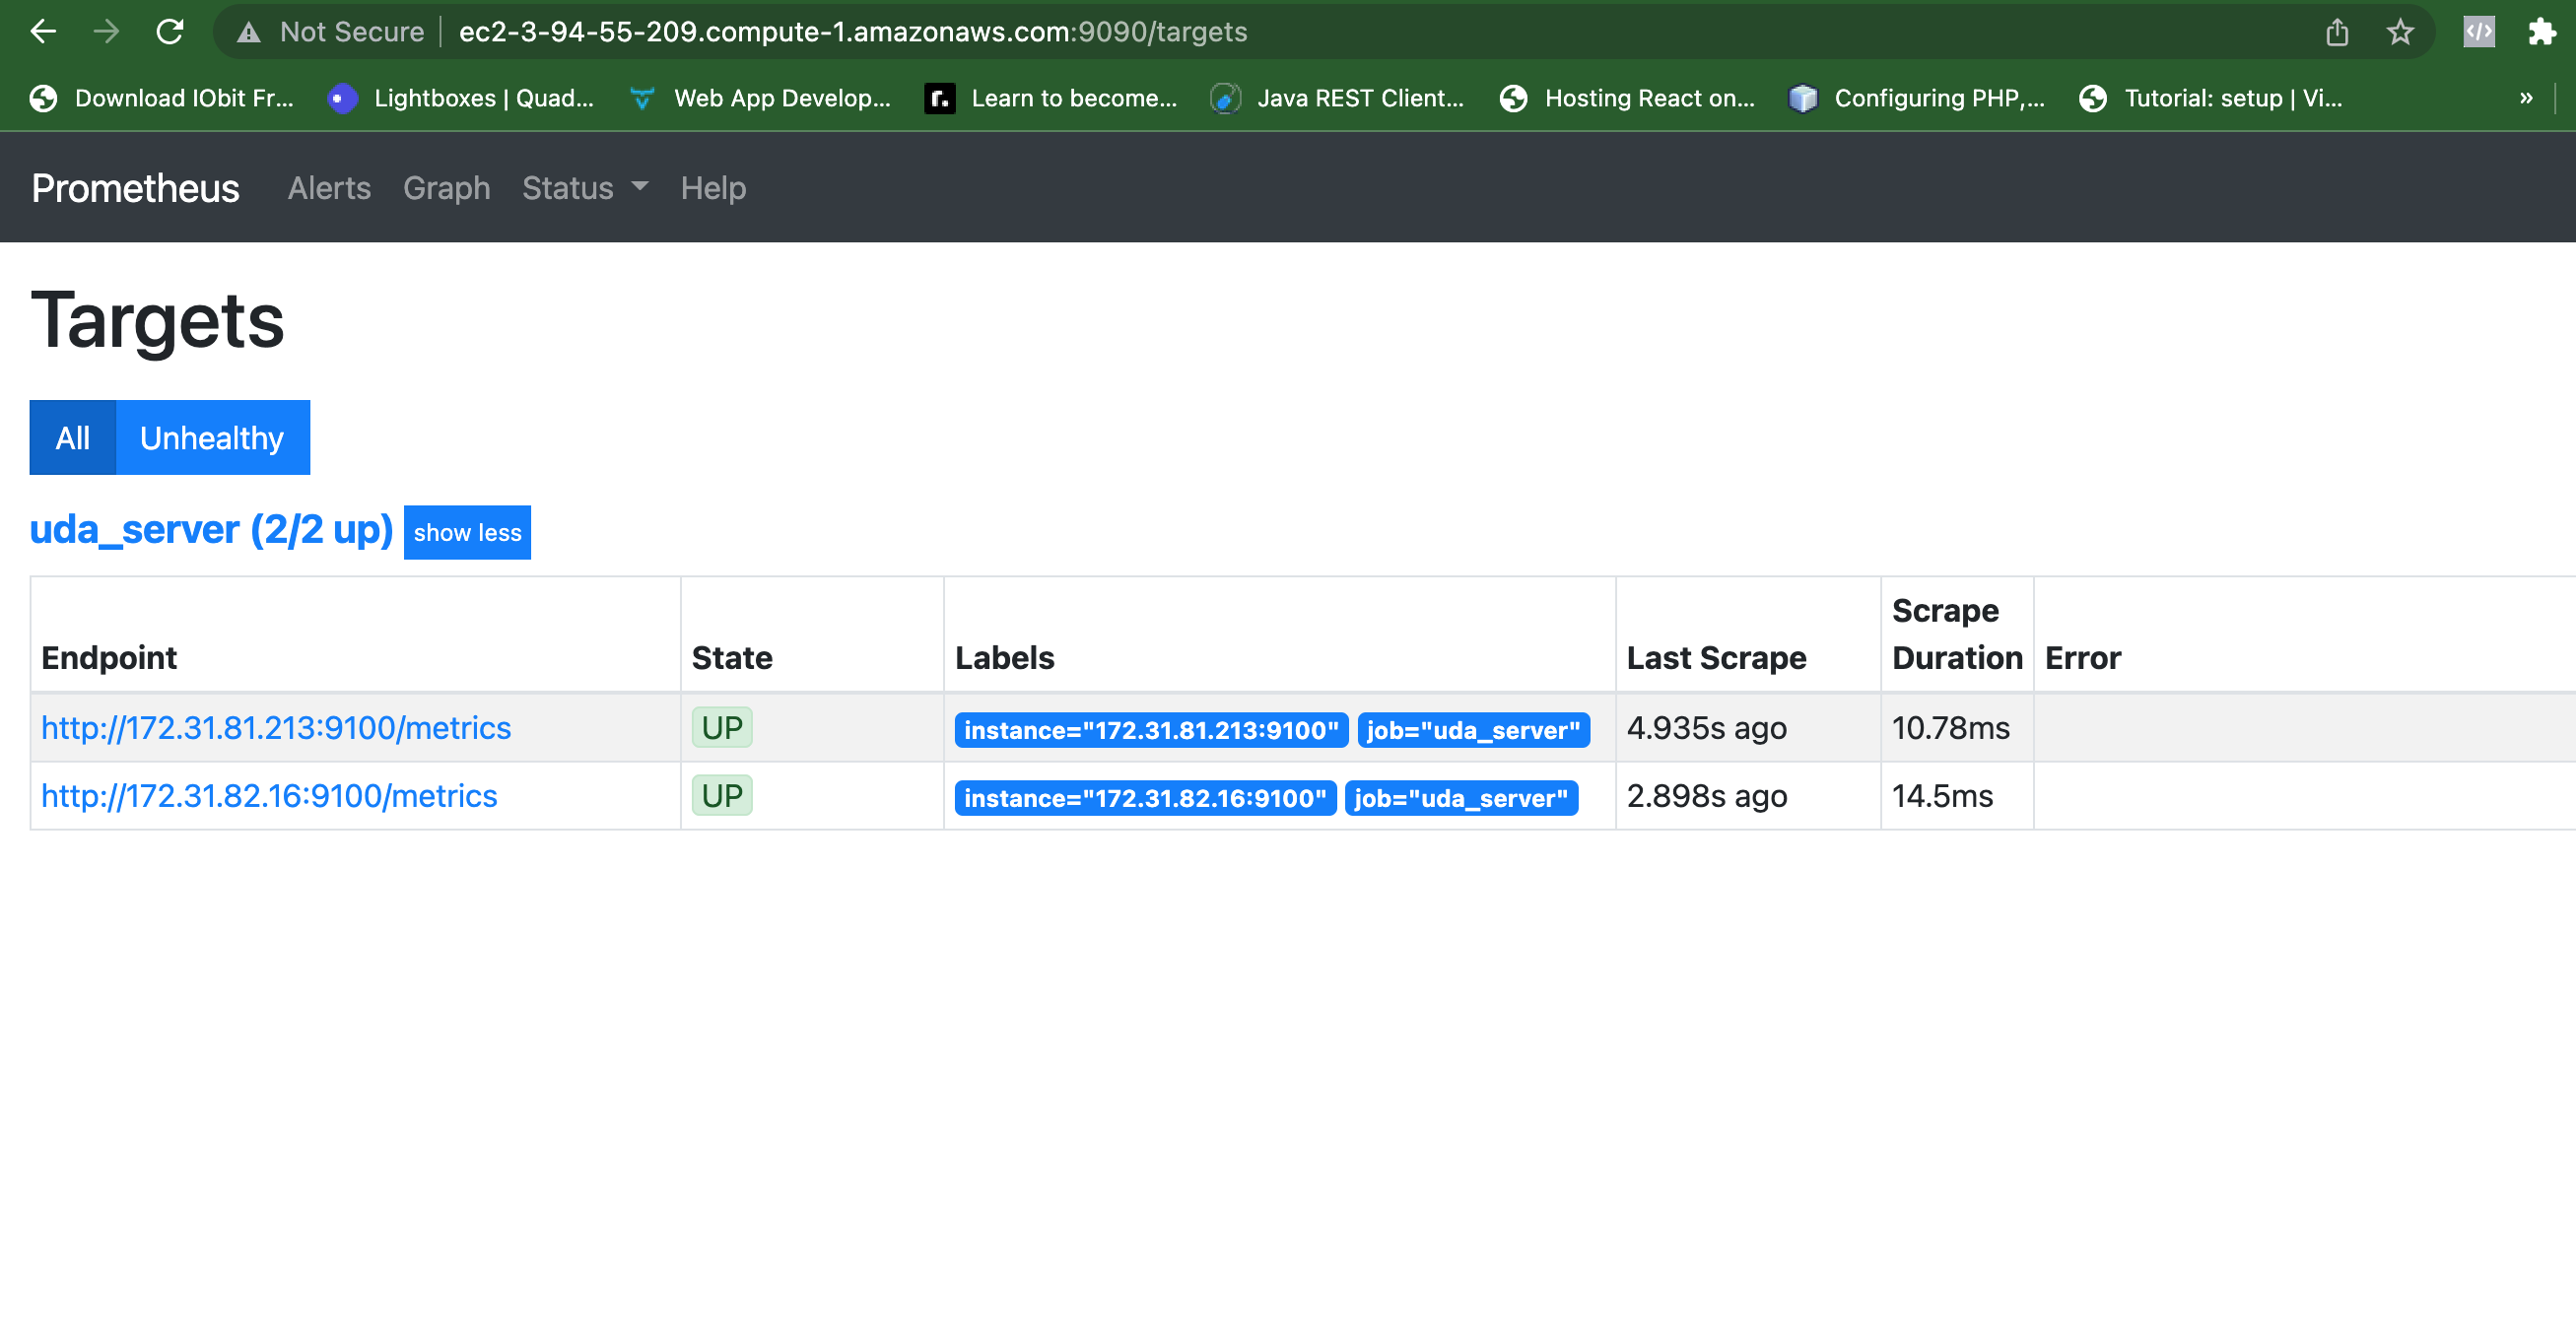 Not Secure ec2-3-94-55-209.compute-1.amazonaws.com:9090/targets
Download IObit Fr... Lightboxes | Quad... Web App Develop... r. Learn to become... Java REST Client... Hosting React on... Configuring PHP,... Tutorial: setup | Vi... »
Prometheus Alerts Graph Status Help
Targets
All Unhealthy
uda_server (2/2 up) show less
Endpoint State Labels Last Scrape Scrape Duration Error
http://172.31.81.213:9100/metrics UP instance="172.31.81.213:9100" job="uda_server" 4.935s ago 10.78ms
http://172.31.82.16:9100/metrics UP instance="172.31.82.16:9100" job="uda_server" 2.898s ago 14.5ms